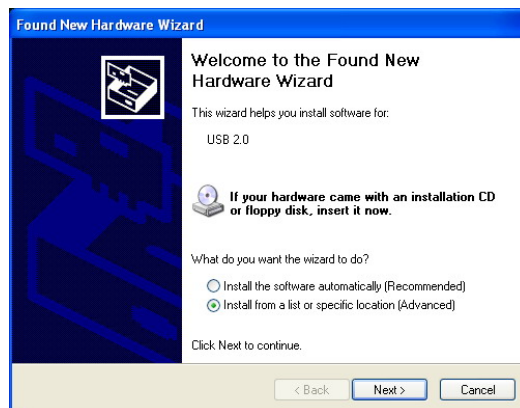 Found New Hardware Wizard
Welcome to the Found New
Hardware Wizard
This wizard helps you install software for:
USB 2.0
If your hardware came with an installation CD
or floppy disk, insert it now.
What do you want the wizard to do?
Install the software automatically (Recommended)
Install from a list or specific location (Advanced)
Click Next to continue.
< Back
Next >
Cancel